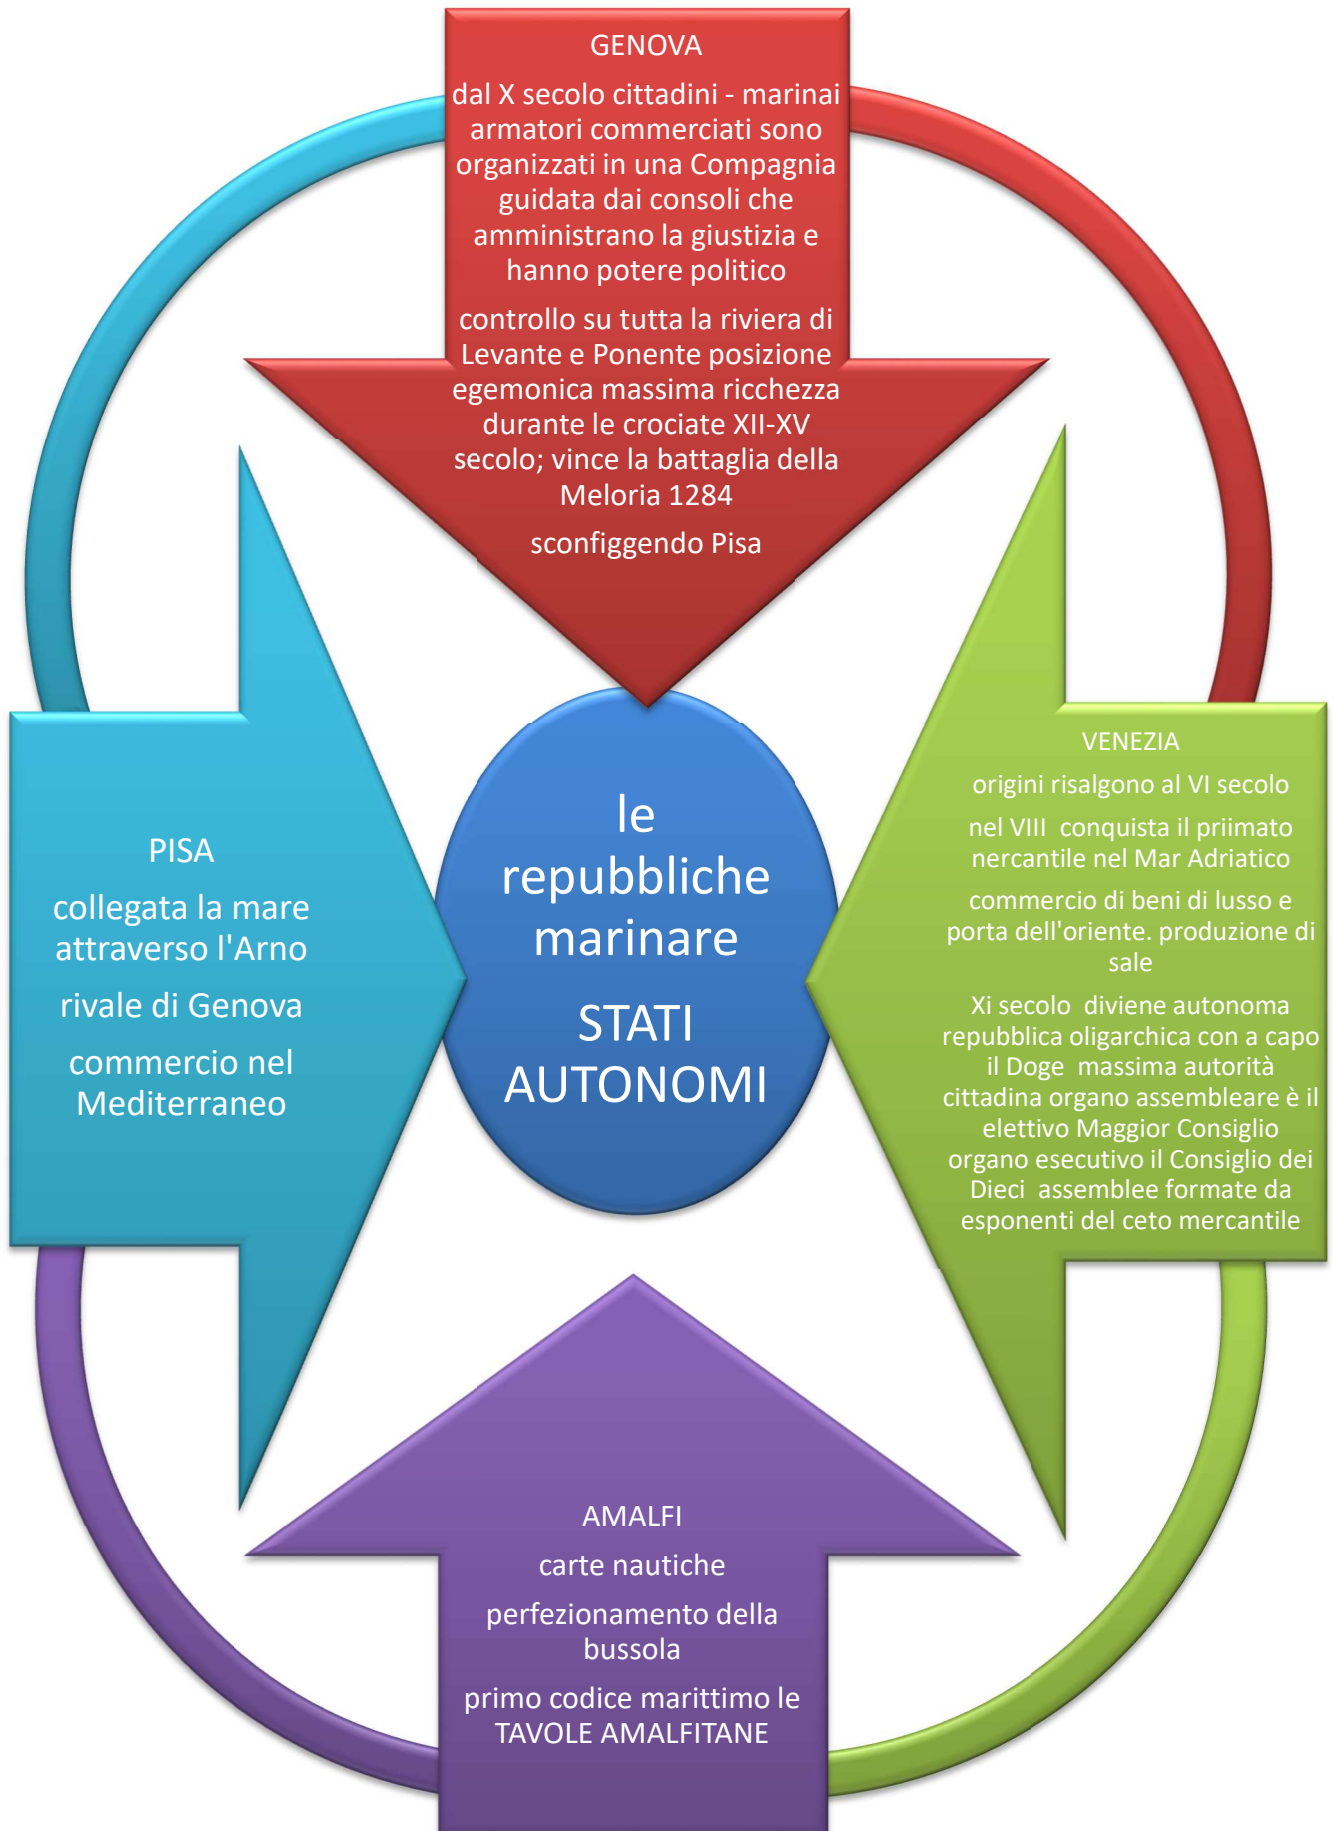 GENOVA
dal X secolo cittadini - marinai
armatori commerciati sono
organizzati in una Compagnia
guidata dai consoli che
amministrano la giustizia e
hanno potere politico
controllo su tutta la riviera di
Levante e Ponente posizione
egemonica massima ricchezza
durante le crociate XII-XV
secolo; vince la battaglia della
Meloria 1284
sconfiggendo Pisa
VENEZIA
origini risalgono al VI secolo
nel VIII  conquista il priimato
nercantile nel Mar Adriatico
commercio di beni di lusso e
porta dell'oriente. produzione di
sale
Xi secolo  diviene autonoma
repubblica oligarchica con a capo
il Doge  massima autorità
cittadina organo assembleare è il
elettivo Maggior Consiglio
organo esecutivo il Consiglio dei
Dieci  assemblee formate da
esponenti del ceto mercantile
AMALFI
carte nautiche
perfezionamento della
bussola
primo codice marittimo le
TAVOLE AMALFITANE
PISA
collegata la mare
attraverso l'Arno
rivale di Genova
commercio nel
Mediterraneo
le
repubbliche
marinare
STATI
AUTONOMI